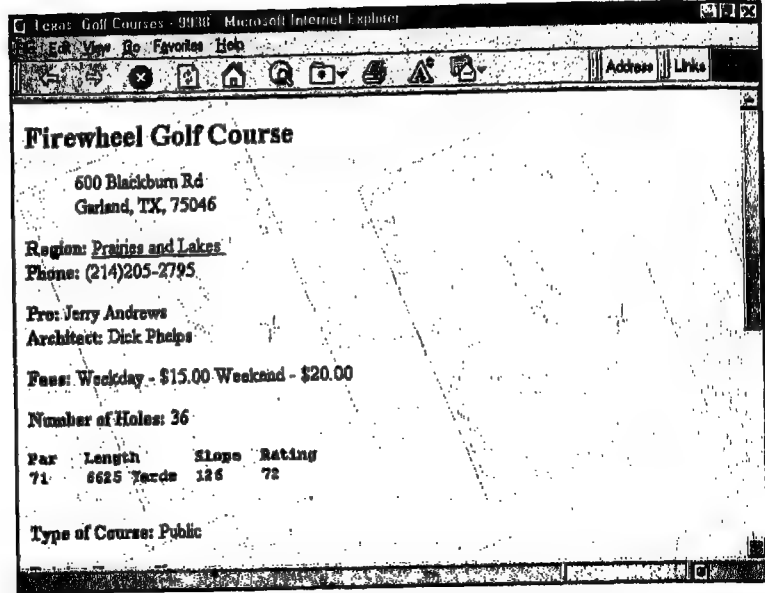 Texas Golf Courses - 9938 Microsoft Internet Explorer
Edit View Go Favorites Help
Address Links
Firewheel Golf Course
600 Blackburn Rd
Garland, TX, 75046
Region: Prairies and Lakes
Phone: (214)205-2795
Pro: Jerry Andrews
Architect: Dick Phelps
Fees: Weekday - $15.00 Weekend - $20.00
Number of Holes: 36
Par Length Slope Rating
71 6625 Yards 126 72
Type of Course: Public